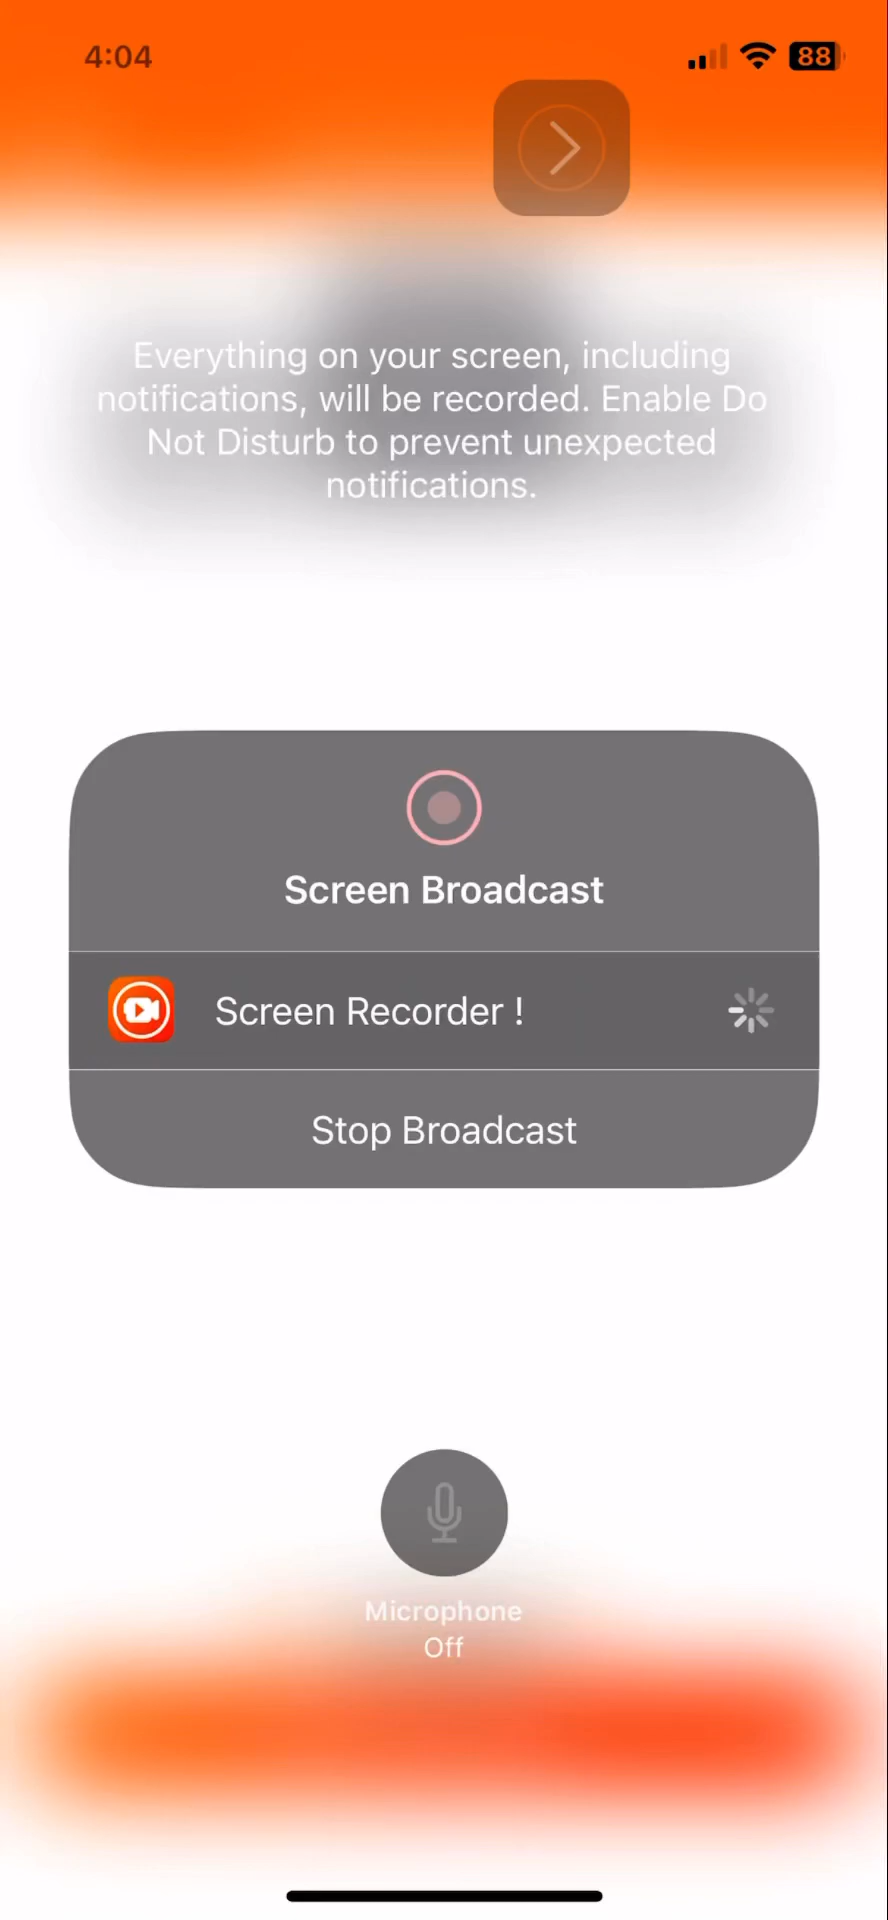 4:04
88
Everything on your screen, including
notifications, will be recorded. Enable Do
Not Disturb to prevent unexpected
notifications.
Screen Broadcast
Screen Recorder !
Stop Broadcast
Microphone
Off